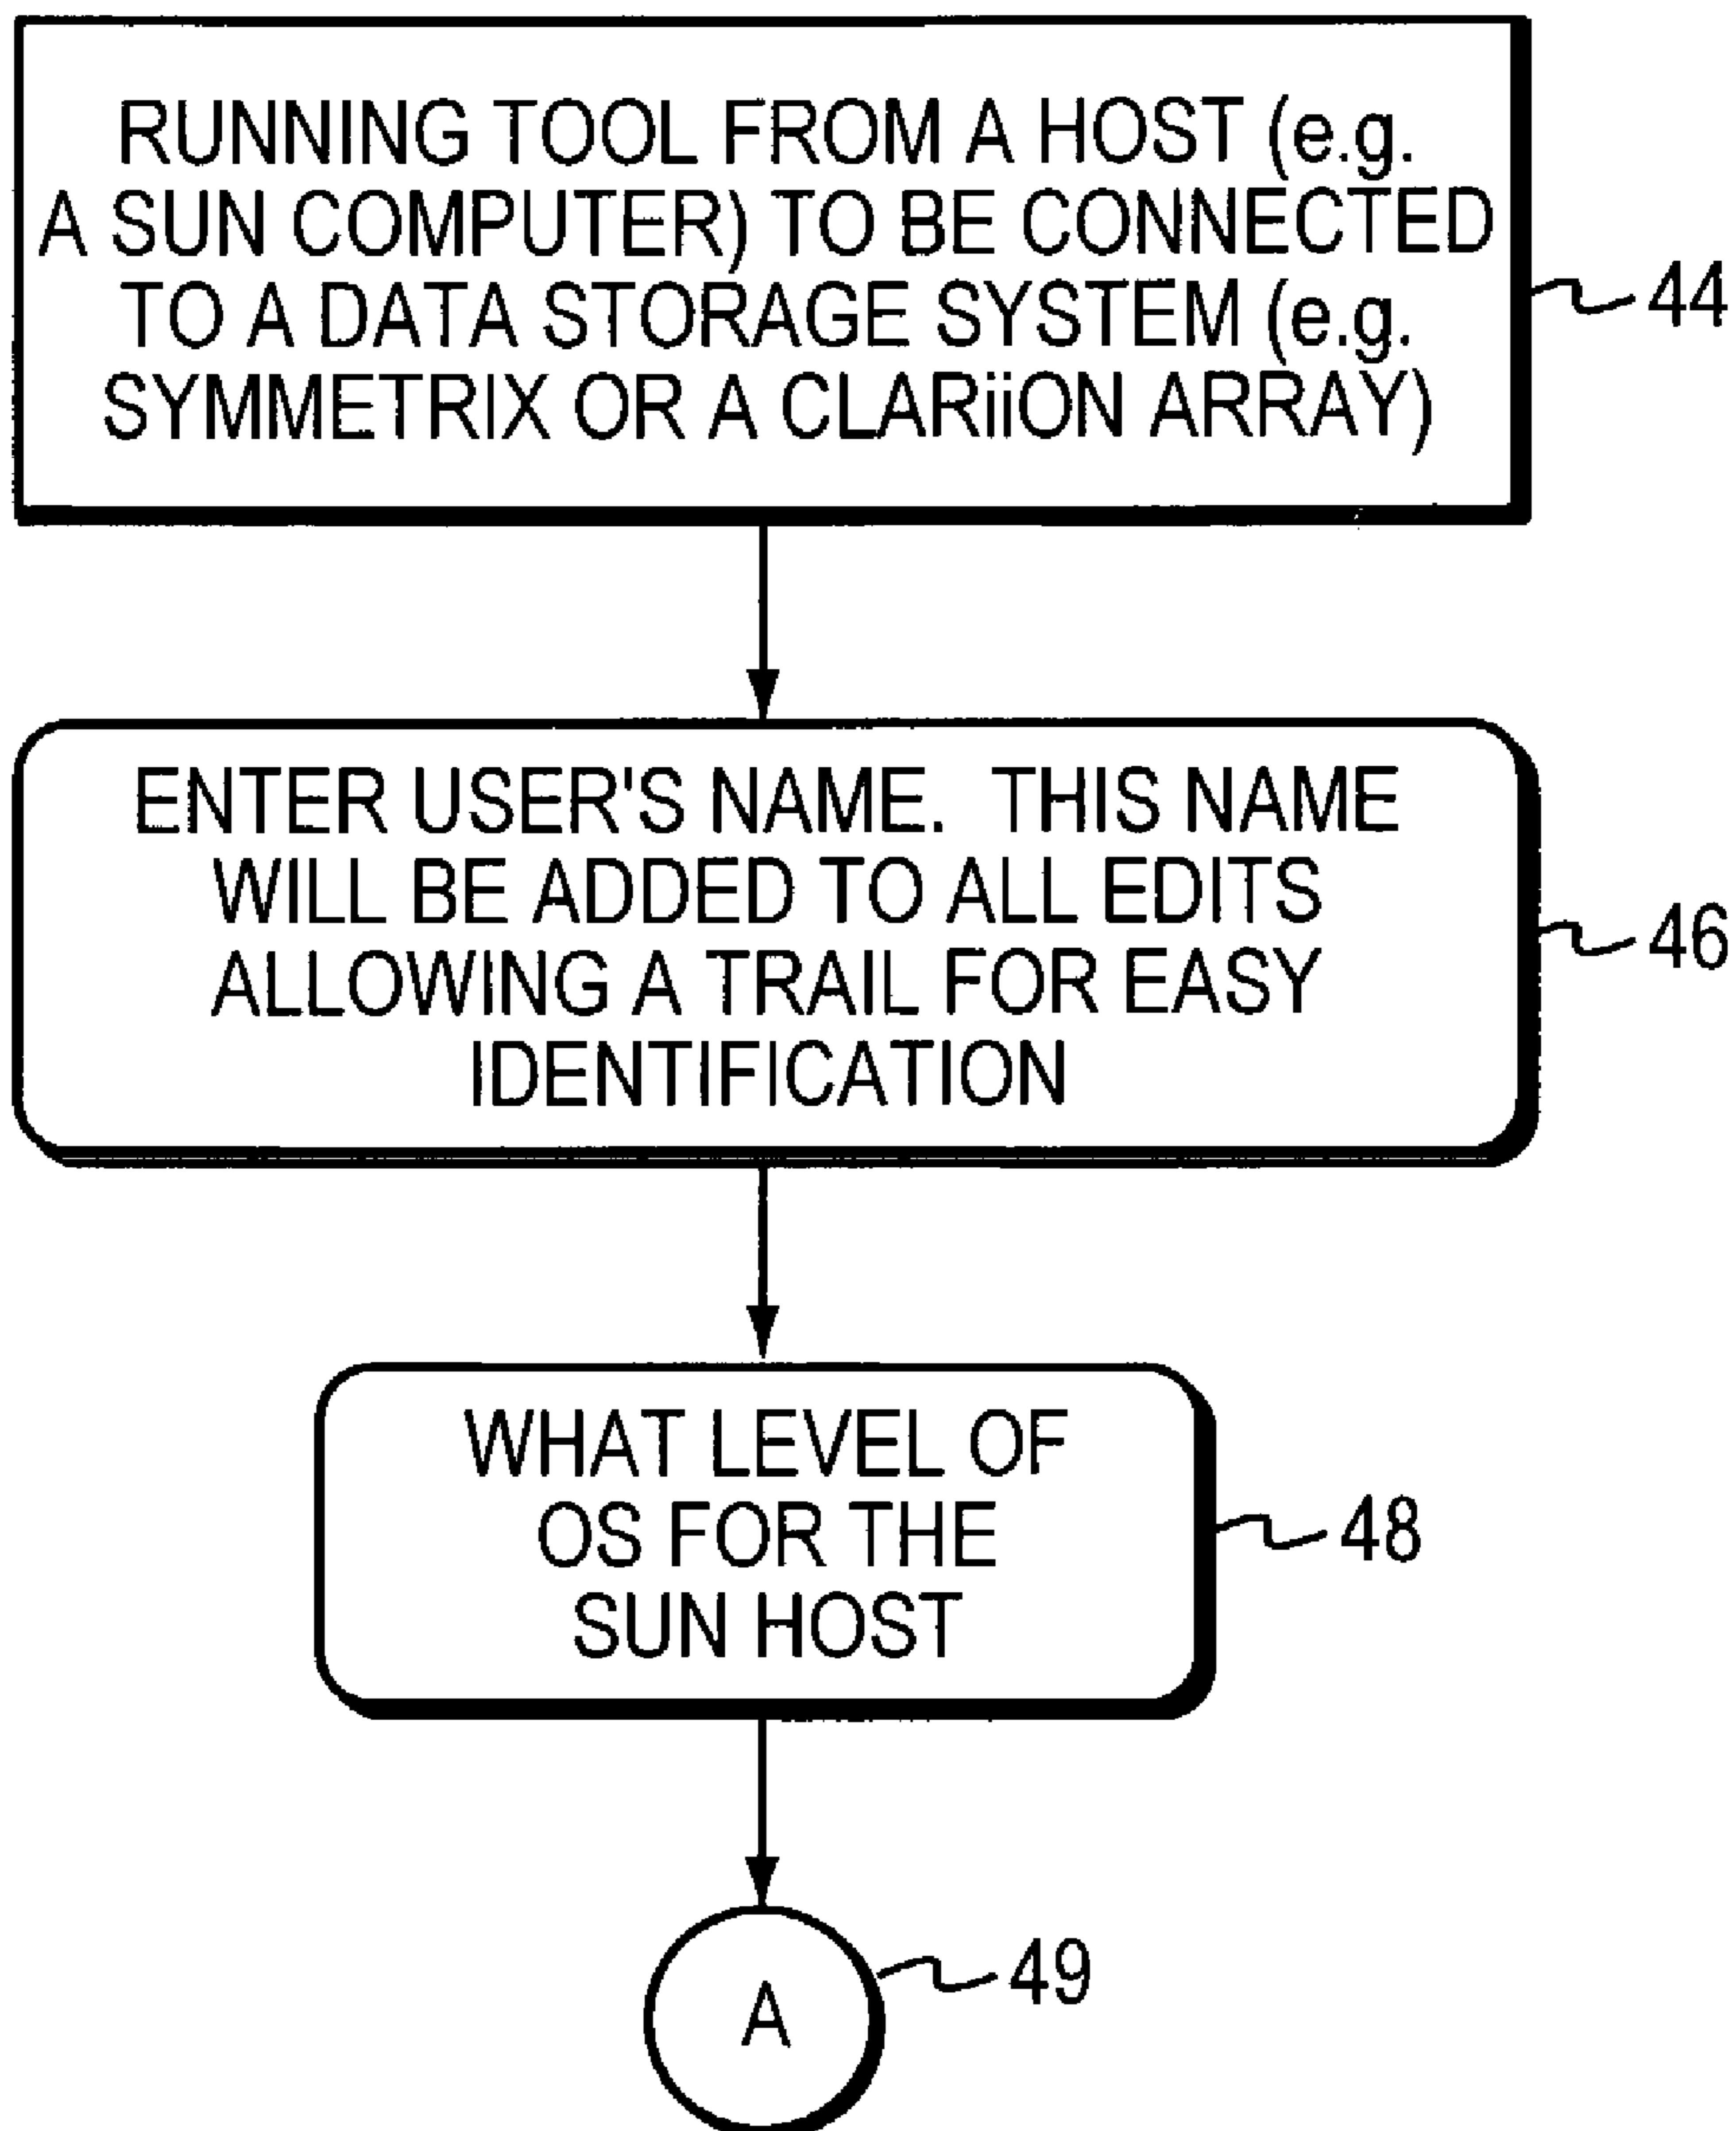 RUNNING TOOL FROM A HOST (e.g.
A SUN COMPUTER) TO BE CONNECTED
TO A DATA STORAGE SYSTEM (e.g.
SYMMETRIX OR A CLARiiON ARRAY)
44
ENTER USER'S NAME. THIS NAME
WILL BE ADDED TO ALL EDITS
ALLOWING A TRAIL FOR EASY
IDENTIFICATION
46
WHAT LEVEL OF
OS FOR THE
SUN HOST
48
A
49